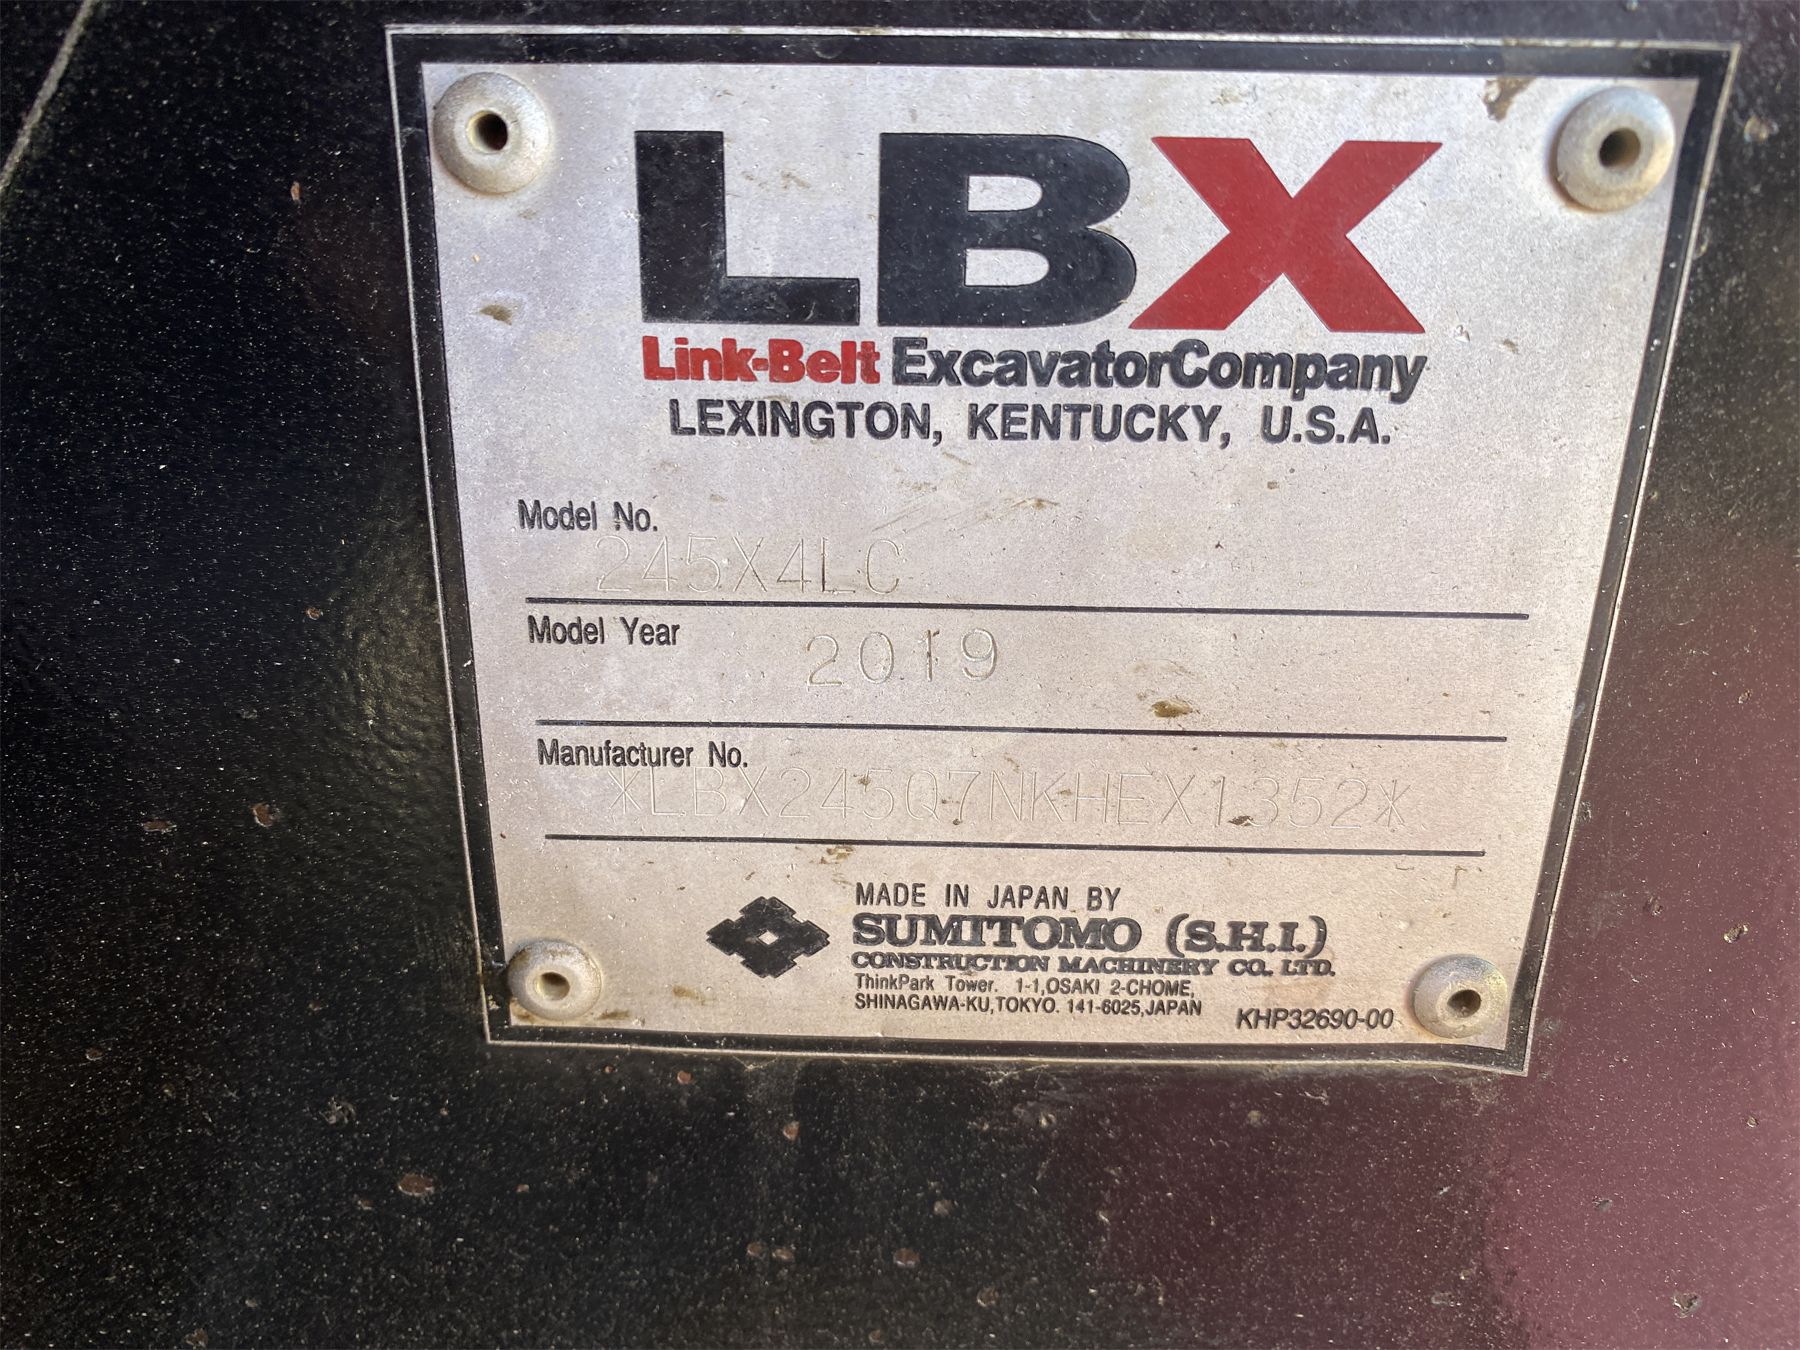 LBX
Link-Belt ExcavatorCompany
LEXINGTON, KENTUCKY, U.S.A.
Model No.
245X4LC
Model Year 2019
Manufacturer No.
*LBX245Q7NKHEX1352*
MADE IN JAPAN BY
SUMITOMO (S.H.I.)
CONSTRUCTION MACHINERY CO. LTD.
ThinkPark Tower. 1-1,OSAKI 2-CHOME,
SHINAGAWA-KU,TOKYO. 141-6025,JAPAN
KHP32690-00